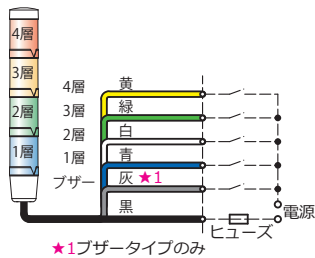 4層
3層
2層
1層
4層 黄
3層 緑
2層 白
1層 青
ブザー 灰 ★1
黒
電源
ヒューズ
★1ブザータイプのみ